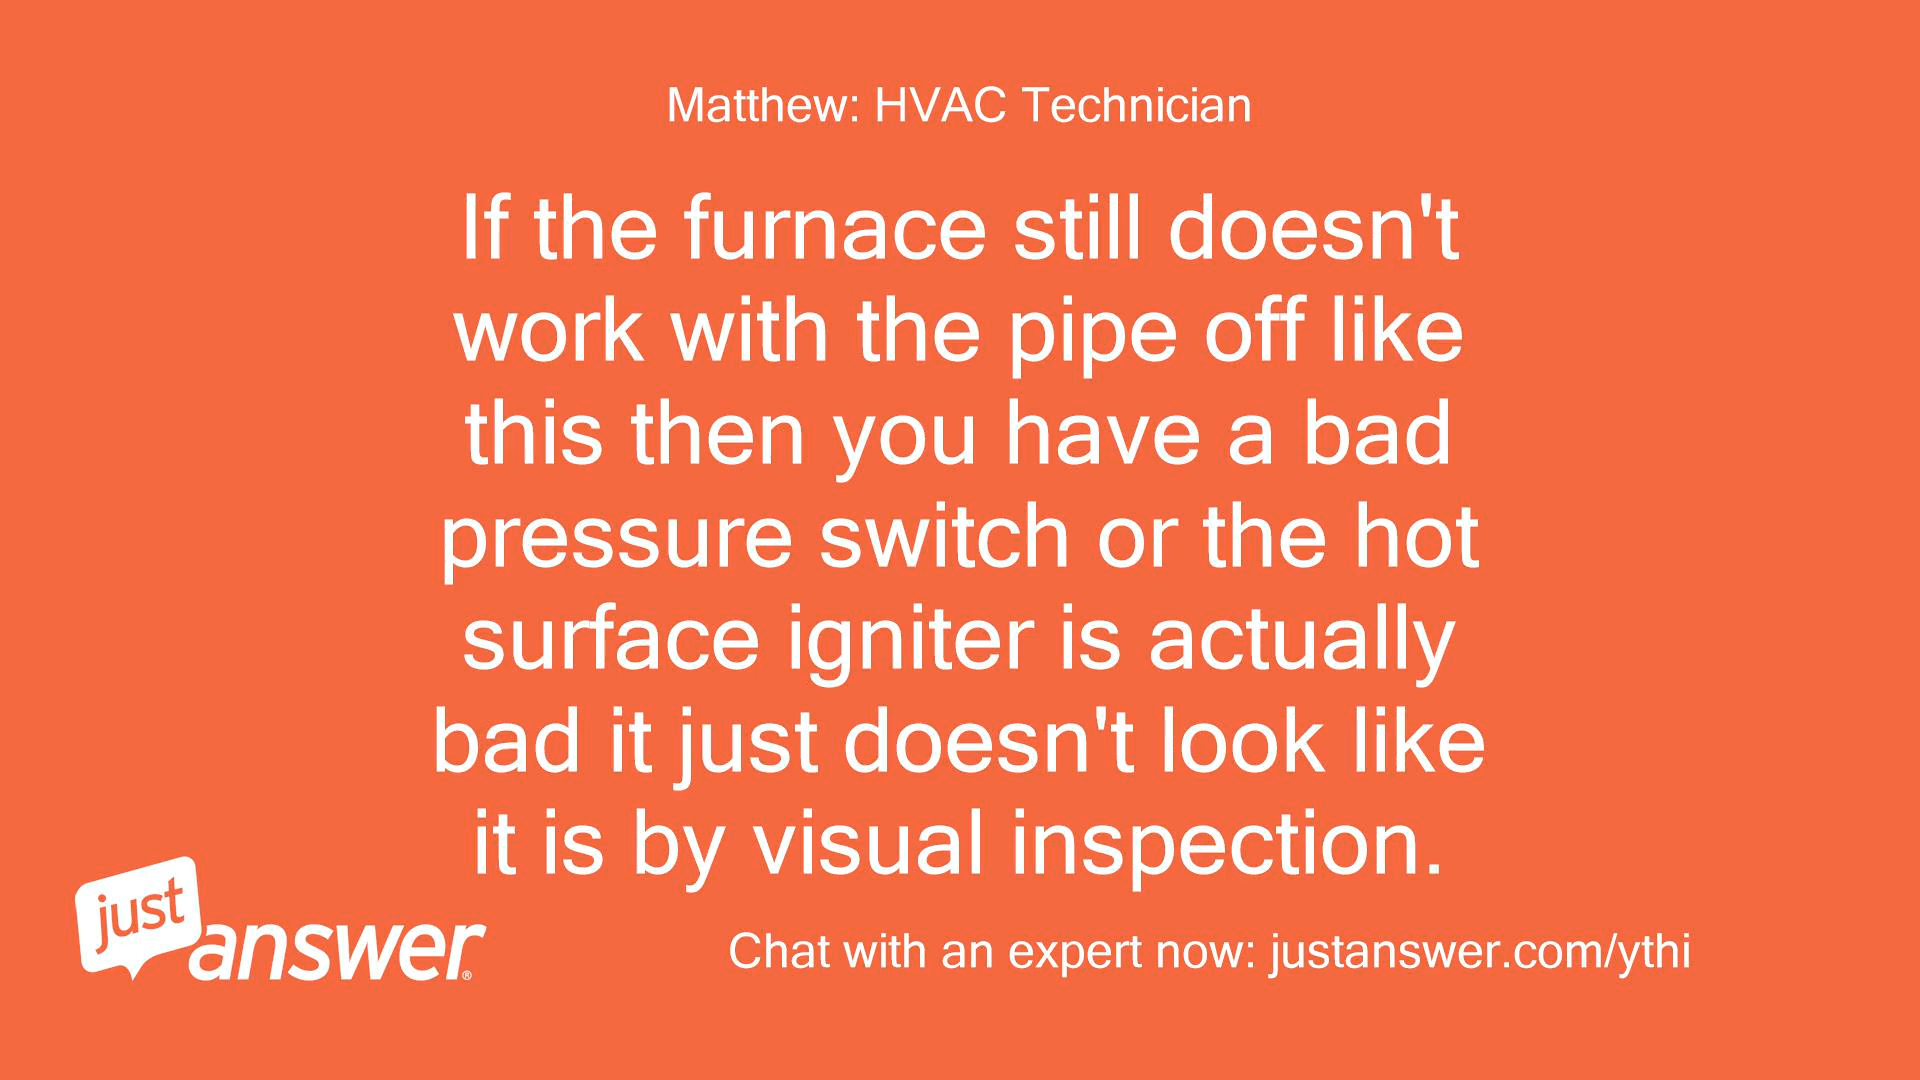 Matthew: HVAC Technician
If the furnace still doesn't
work with the pipe off like
this then you have a bad
pressure switch or the hot
surface igniter is actually
bad it just doesn't look like
it is by visual inspection.
just
answer®
Chat with an expert now: justanswer.com/ythi